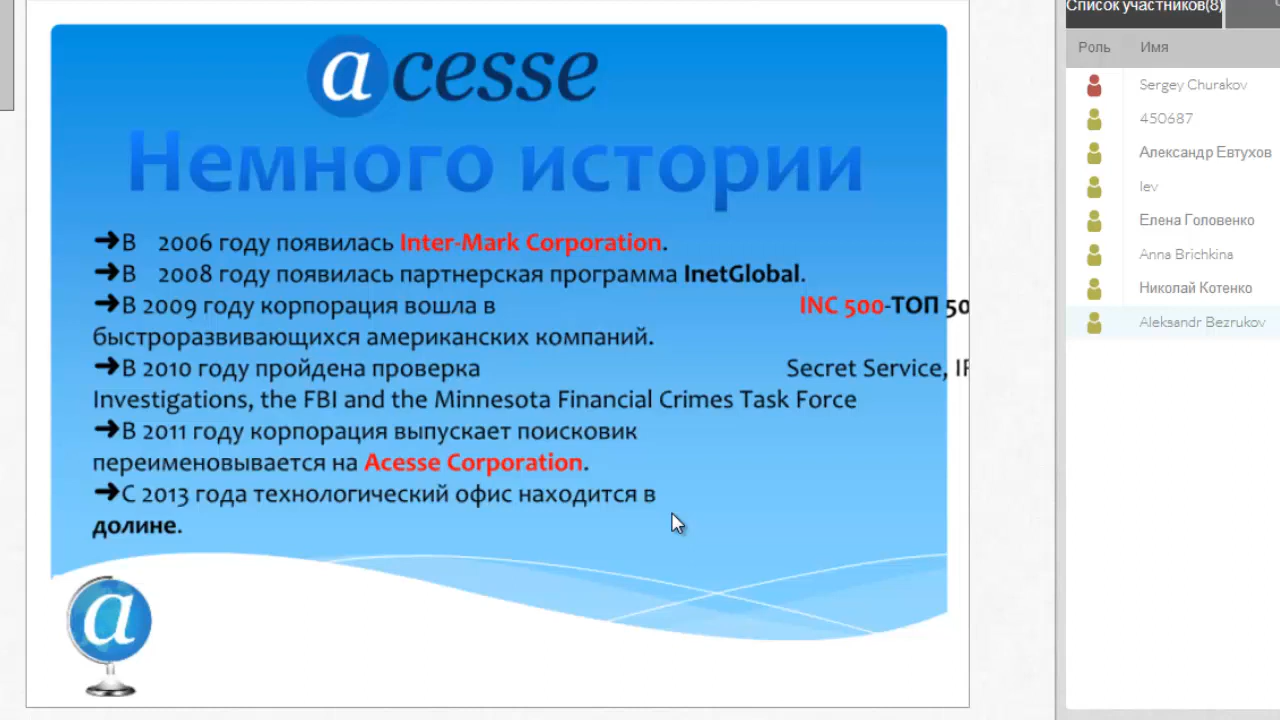 acesse
Немного истории
➜В 2006 году появилась Inter-Mark Corporation.
➜В 2008 году появилась партнерская программа InetGlobal.
➜В 2009 году корпорация вошла в INC 500-ТОП 50
быстроразвивающихся американских компаний.
➜В 2010 году пройдена проверка Secret Service,
Investigations, the FBI and the Minnesota Financial Crimes Task Force
➜В 2011 году корпорация выпускает поисковик
переименовывается на Acesse Corporation.
➜С 2013 года технологический офис находится в
долине.
a
Список участников(8)
Роль Имя
Sergey Churakov
450687
Александр Евтухов
lev
Елена Головенко
Anna Brichkina
Николай Котенко
Aleksandr Bezrukov